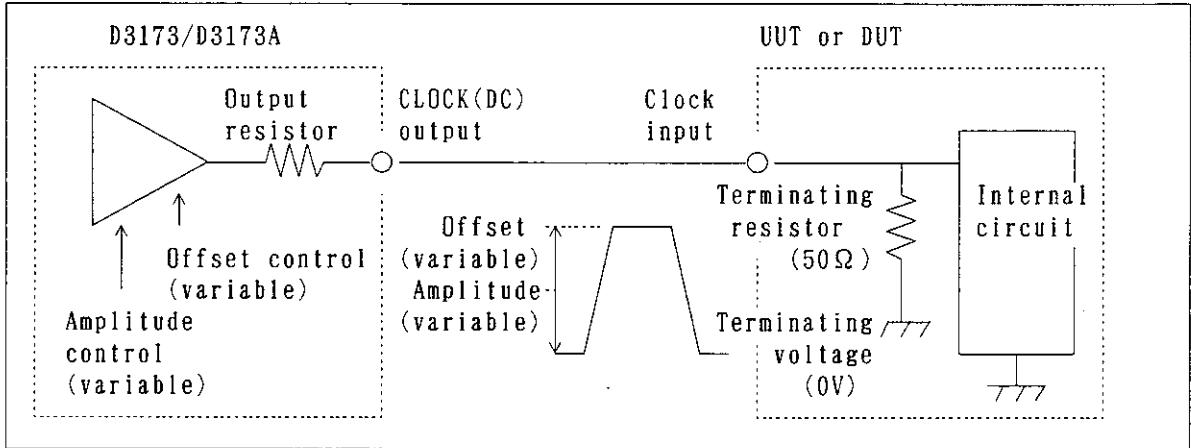 D3173/D3173A
UUT or DUT
Output
resistor
CLOCK(DC)
output
Clock
input
Offset control
(variable)
Amplitude
control
(variable)
Offset
(variable)
Amplitude
(variable)
Terminating
resistor
(50Ω)
Terminating
voltage
(0V)
Internal
circuit